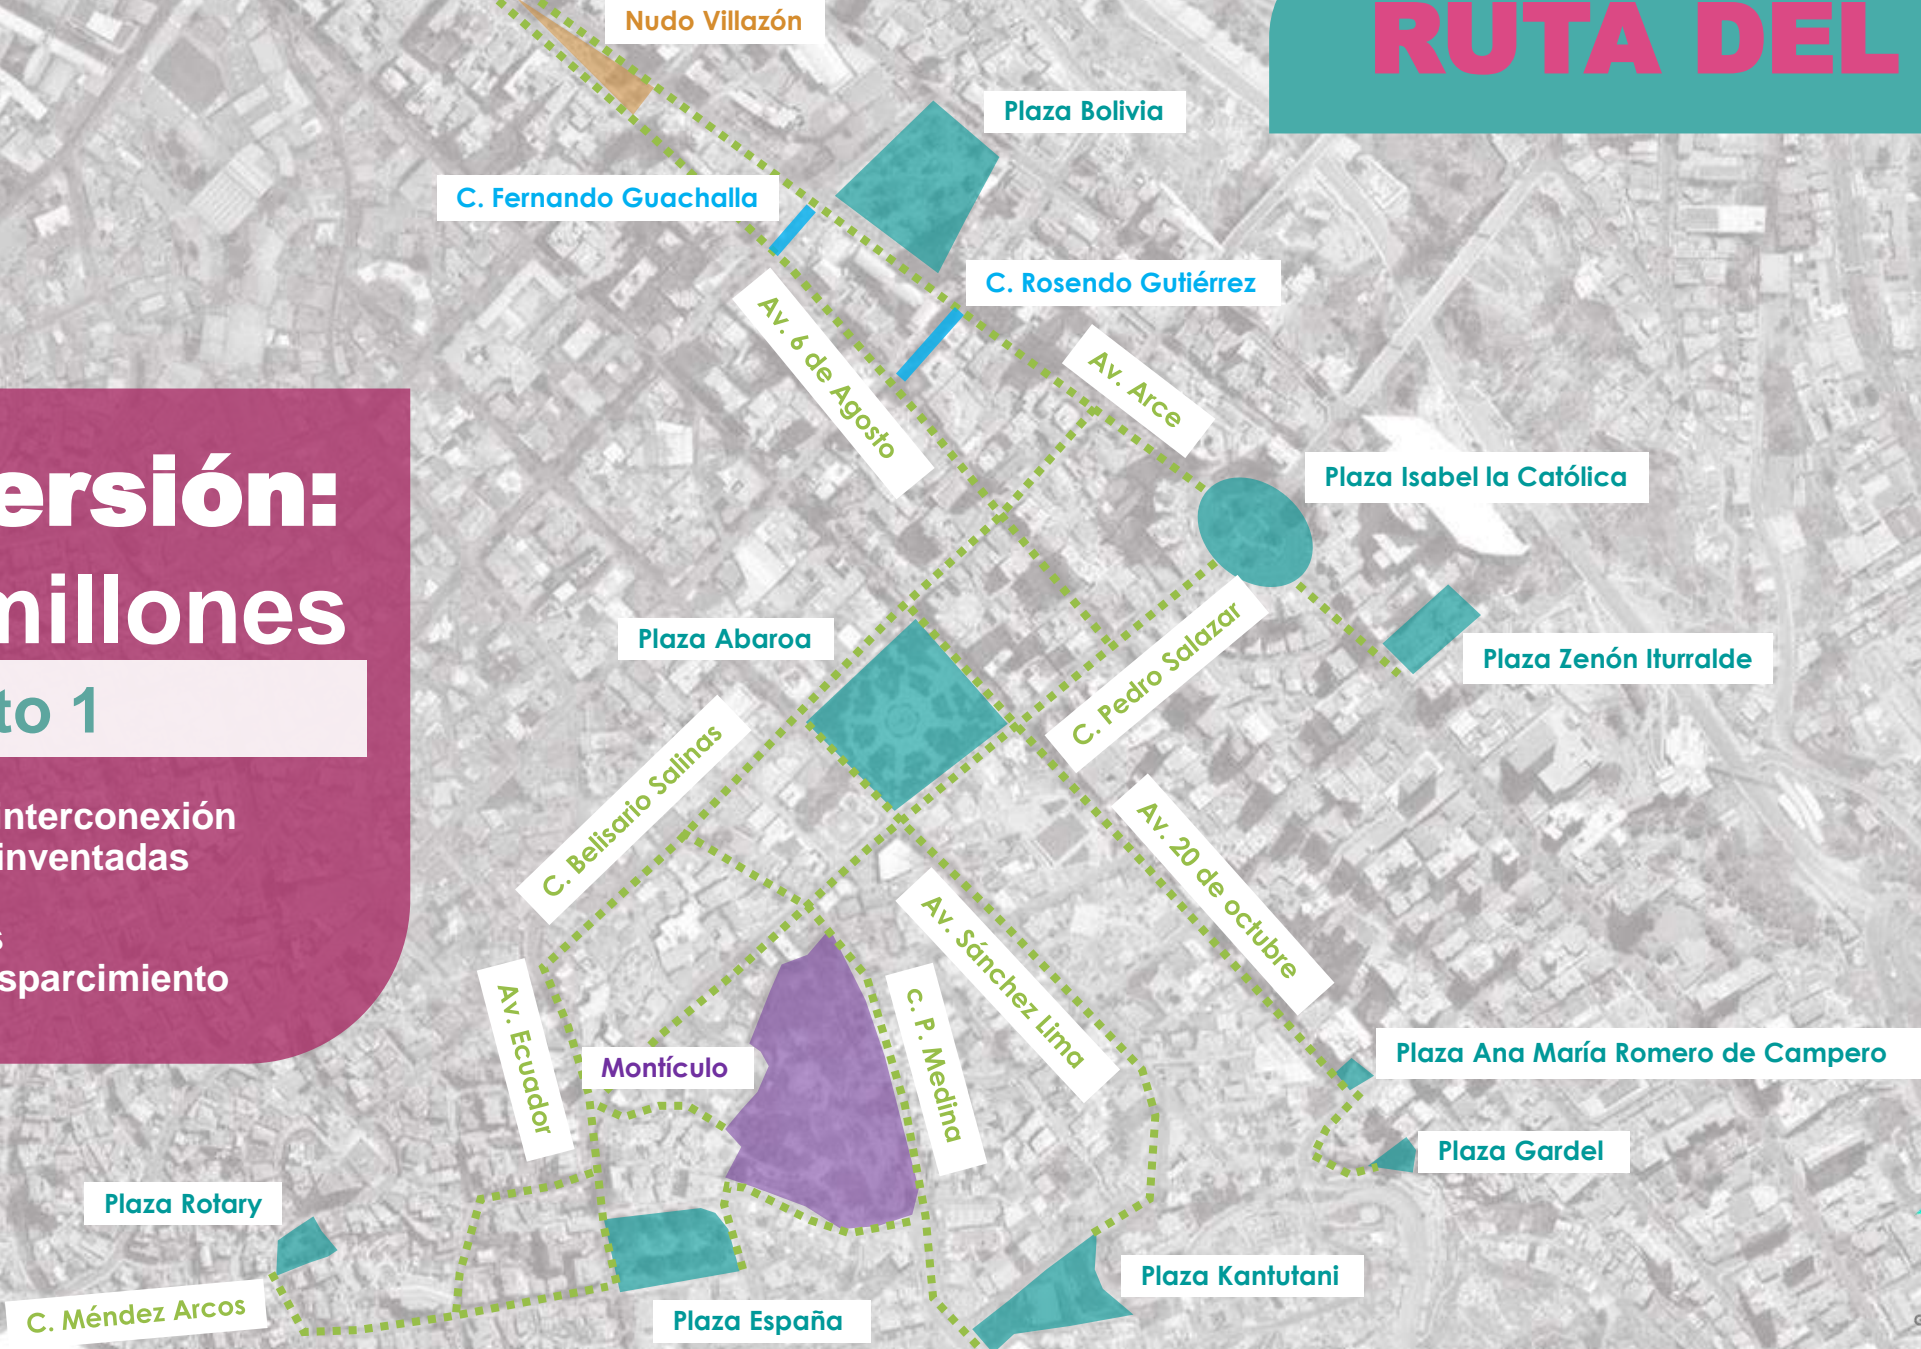 Nudo Villazón
RUTA DEL
Plaza Bolivia
C. Fernando Guachalla
C. Rosendo Gutiérrez
Av. 6 de Agosto
Av. Arce
Plaza Isabel la Católica
ersión:
millones
to 1
interconexión
inventadas
s
sparcimiento
Plaza Abaroa
C. Pedro Salazar
Plaza Zenón Iturralde
C. Belisario Salinas
Av. 20 de octubre
Av. Sánchez Lima
Av. Ecuador
C. P. Medina
Montículo
Plaza Ana María Romero de Campero
Plaza Gardel
Plaza Rotary
Plaza Kantutani
C. Méndez Arcos
Plaza España